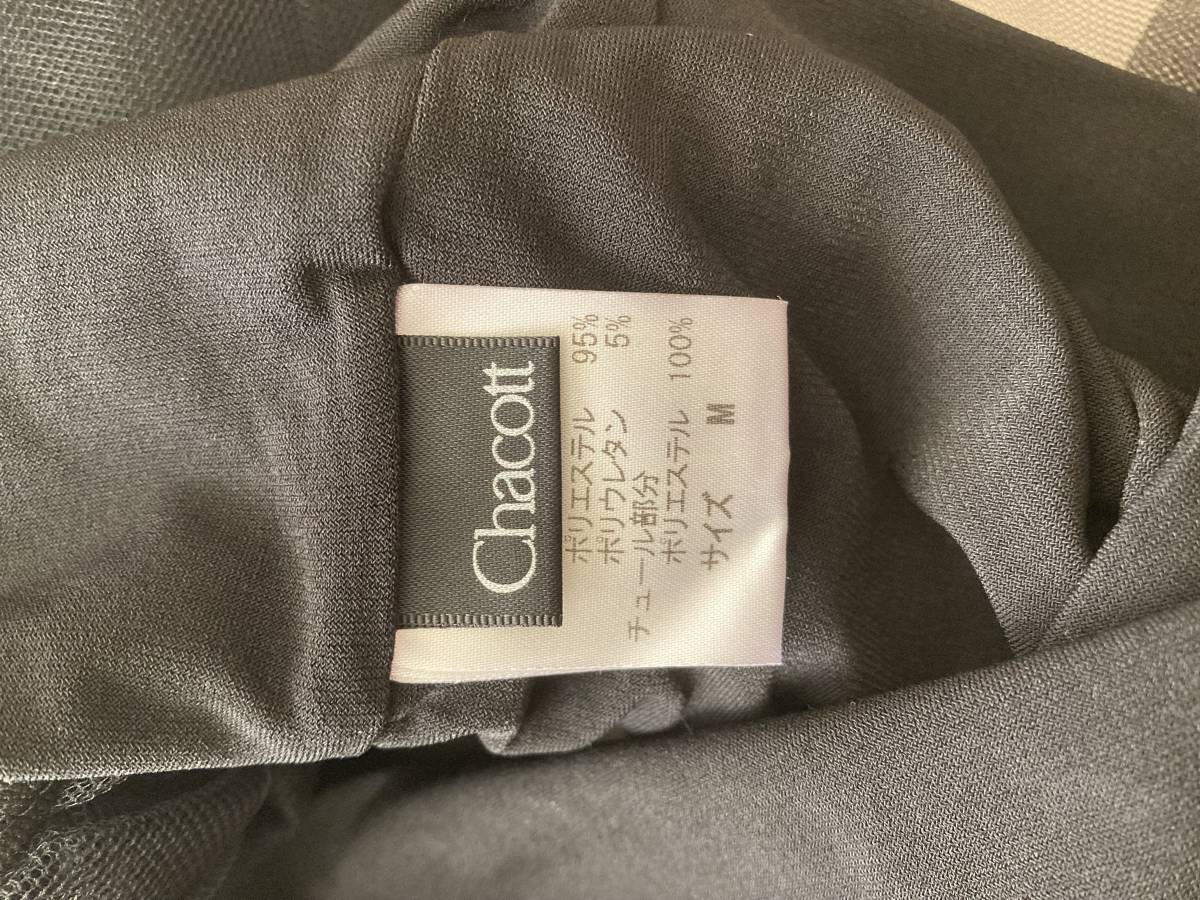 Chacott
ポリエステル 95%
ポリウレタン 5%
チュール部分
ポリエステル 100%
サイズ M